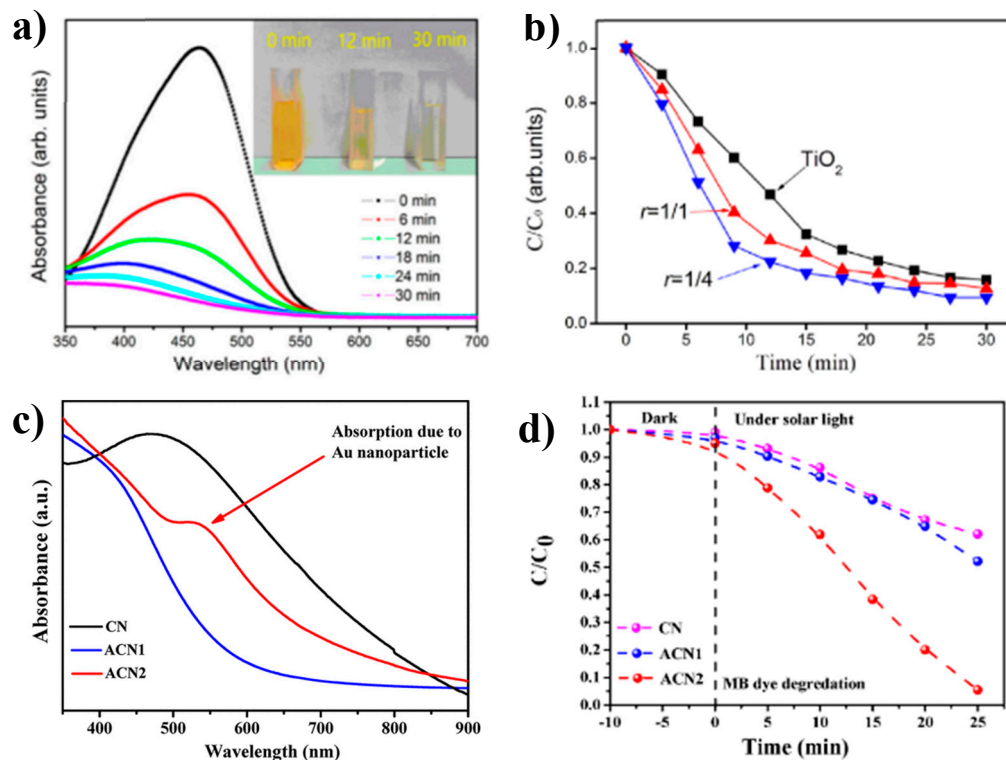 a)
0 min 12 min 30 min
Absorbance (arb. units)
0 min
6 min
12 min
18 min
24 min
30 min
350 400 450 500 550 600 650 700
Wavelength (nm)
b)
C/C₀ (arb.units)
1.0
0.8
0.6
0.4
0.2
0.0
TiO₂
r=1/1
r=1/4
0 5 10 15 20 25 30
Time (min)
c)
Absorbance (a.u.)
Absorption due to
Au nanoparticle
CN
ACN1
ACN2
400 500 600 700 800 900
Wavelength (nm)
d)
C/C₀
1.1
1.0
0.9
0.8
0.7
0.6
0.5
0.4
0.3
0.2
0.1
0.0
Dark Under solar light
CN
ACN1
ACN2
MB dye degredation
-10 -5 0 5 10 15 20 25
Time (min)